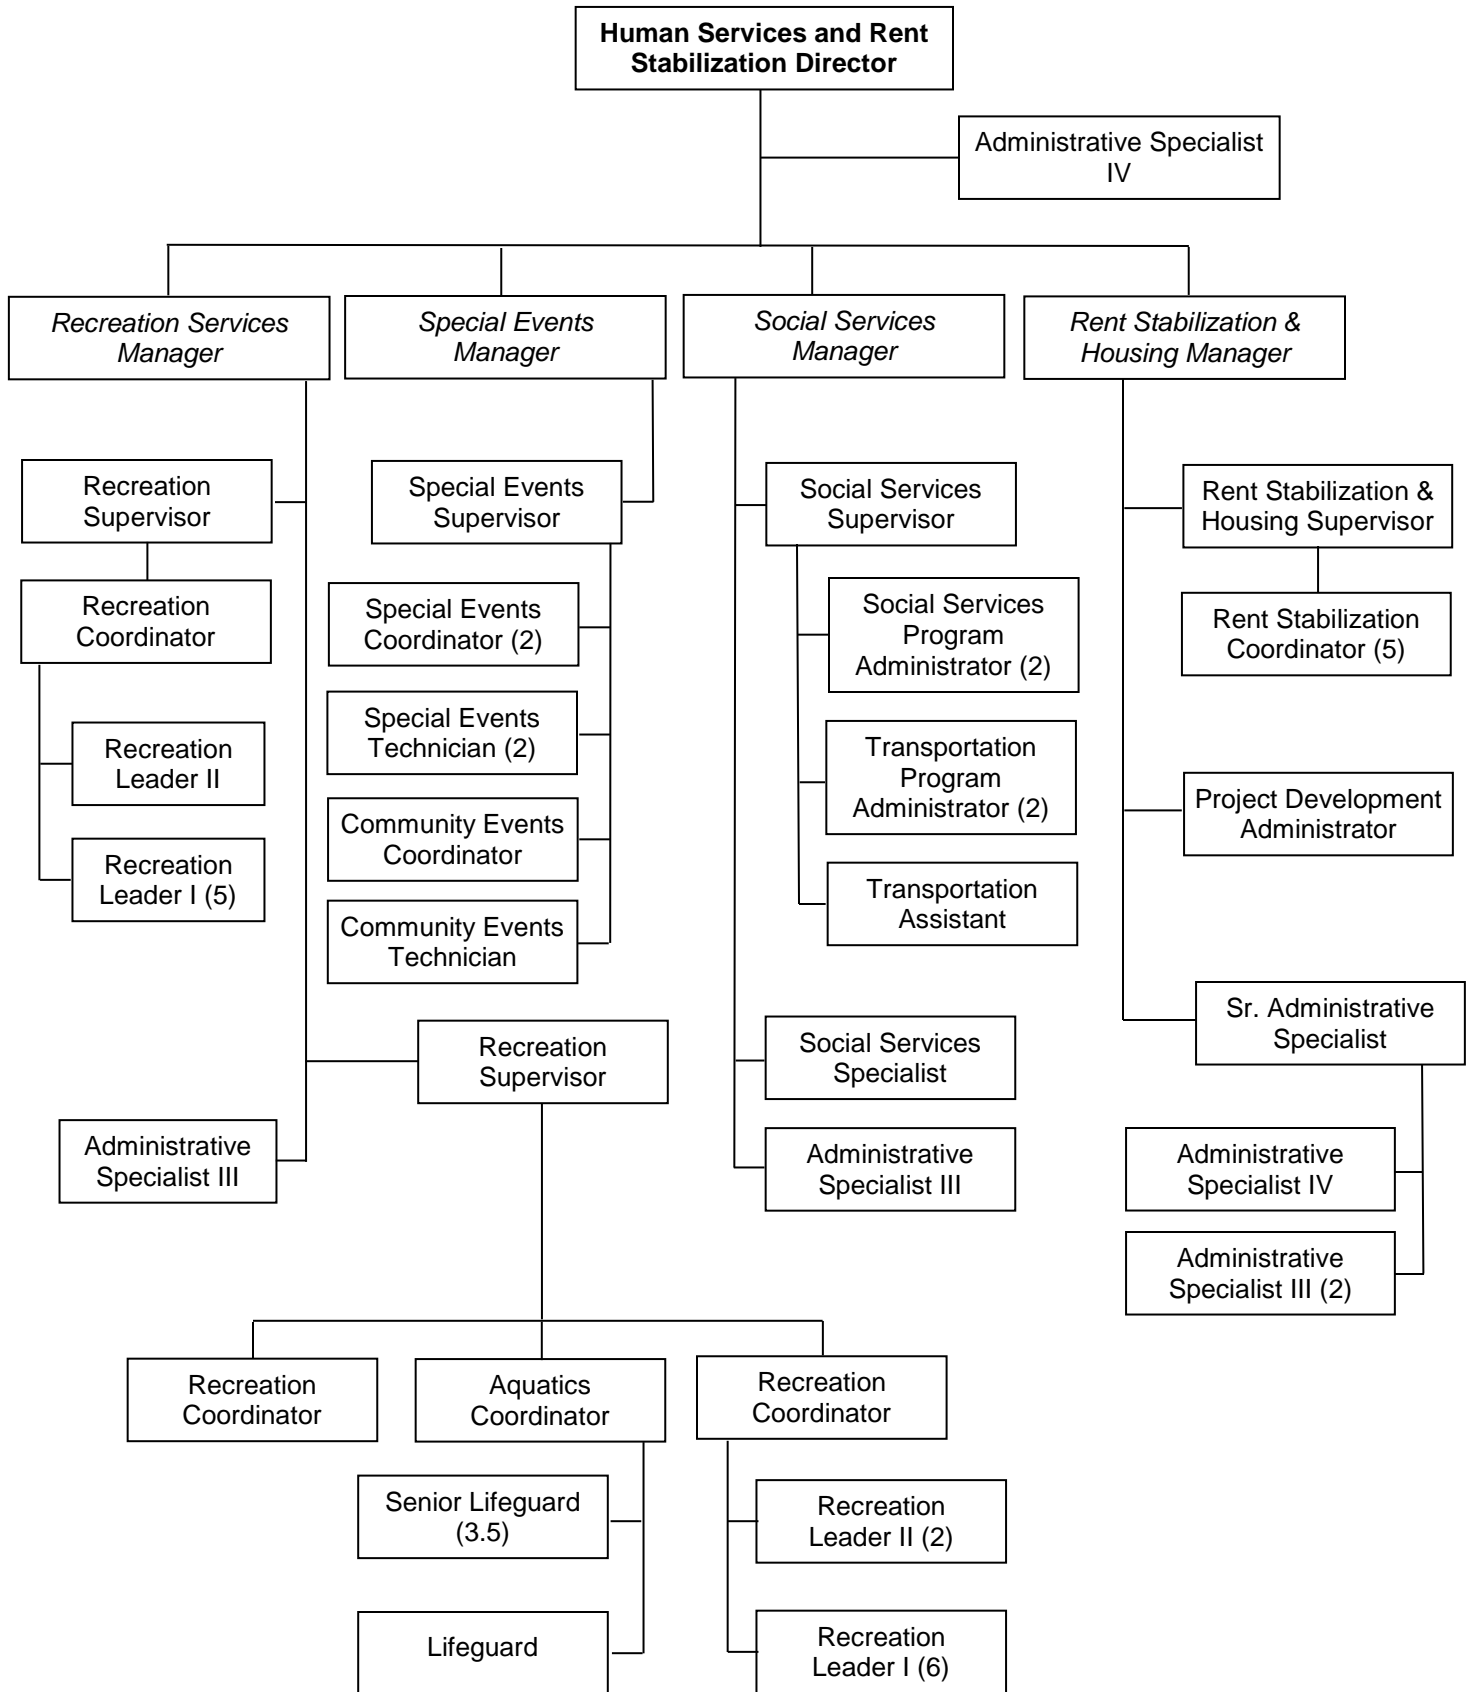 Human Services and Rent
Stabilization Director
Administrative Specialist
IV
Recreation Services
Manager
Special Events
Manager
Social Services
Manager
Rent Stabilization &
Housing Manager
Recreation
Supervisor
Recreation
Coordinator
Recreation
Leader II
Recreation
Leader I (5)
Special Events
Supervisor
Special Events
Coordinator (2)
Special Events
Technician (2)
Community Events
Coordinator
Community Events
Technician
Social Services
Supervisor
Social Services
Program
Administrator (2)
Transportation
Program
Administrator (2)
Transportation
Assistant
Rent Stabilization &
Housing Supervisor
Rent Stabilization
Coordinator (5)
Project Development
Administrator
Sr. Administrative
Specialist
Administrative
Specialist IV
Administrative
Specialist III (2)
Social Services
Specialist
Administrative
Specialist III
Recreation
Supervisor
Administrative
Specialist III
Recreation
Coordinator
Aquatics
Coordinator
Recreation
Coordinator
Senior Lifeguard
(3.5)
Lifeguard
Recreation
Leader II (2)
Recreation
Leader I (6)